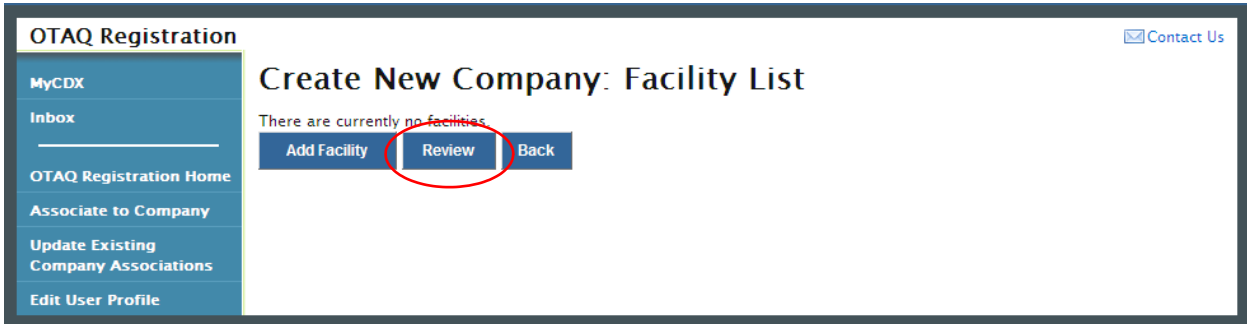 OTAQ Registration
Contact Us
MyCDX
Inbox
OTAQ Registration Home
Associate to Company
Update Existing
Company Associations
Edit User Profile
Create New Company: Facility List
There are currently no facilities.
Add Facility Review Back